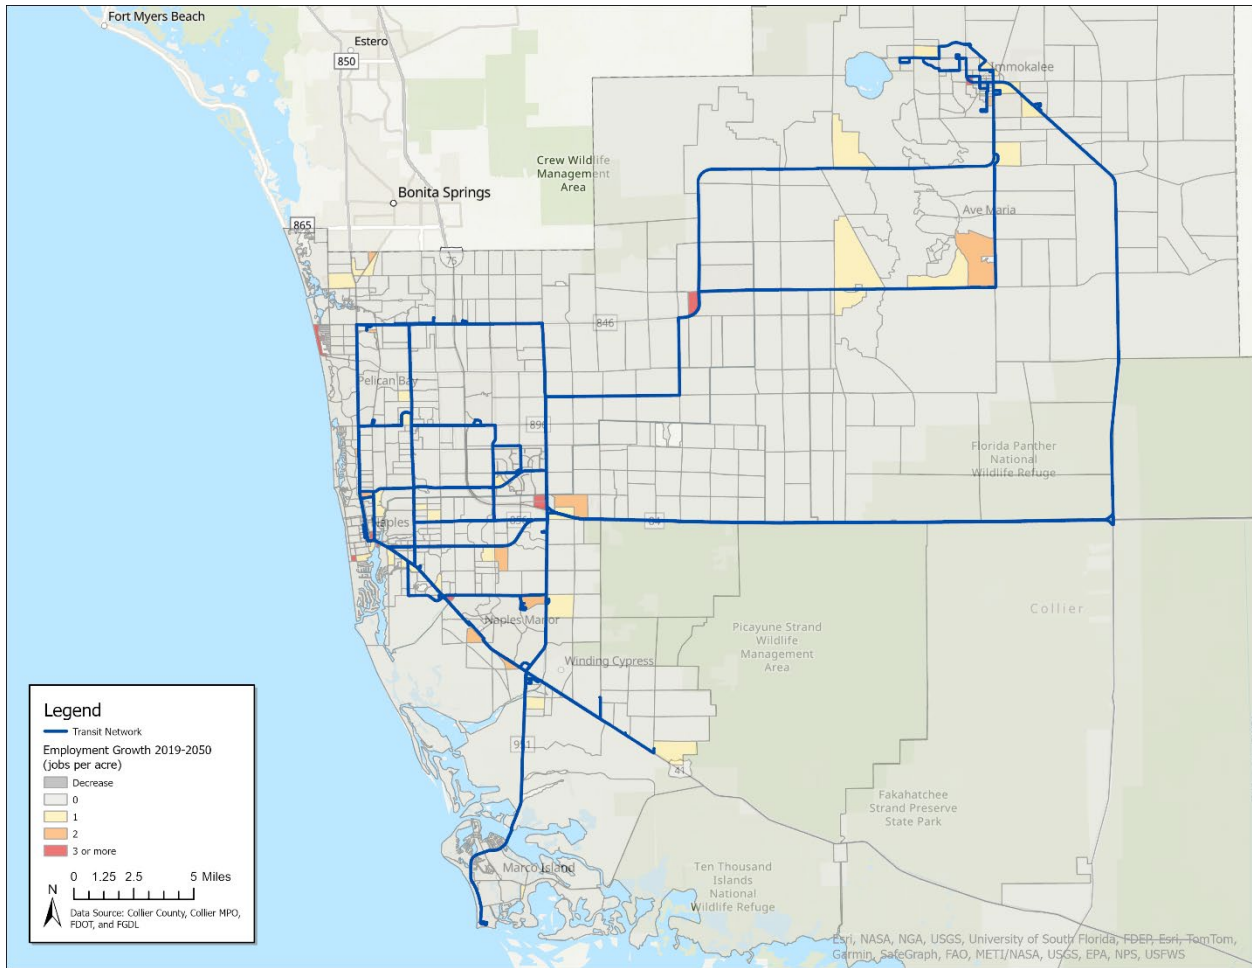 Fort Myers Beach
Estero
850
Immokalee
Crew Wildlife
Management
Area
Bonita Springs
865
Ave Maria
75
846
Pelican Bay
Florida Panther
National
Wildlife Refuge
Naples
84
Collier
Naples Manor
Picayune Strand
Wildlife
Management
Area
Winding Cypress
951
41
Fakahatchee
Strand Preserve
State Park
Marco Island
Ten Thousand
Islands
National
Wildlife Refuge
Legend
Transit Network
Employment Growth 2019-2050
(jobs per acre)
Decrease
0
1
2
3 or more
0 1.25 2.5 5 Miles
N
Data Source: Collier County, Collier MPO,
FDOT, and FGDL
Esri, NASA, NGA, USGS, University of South Florida, FDEP, Esri, TomTom,
Garmin, SafeGraph, FAO, METI/NASA, USGS, EPA, NPS, USFWS